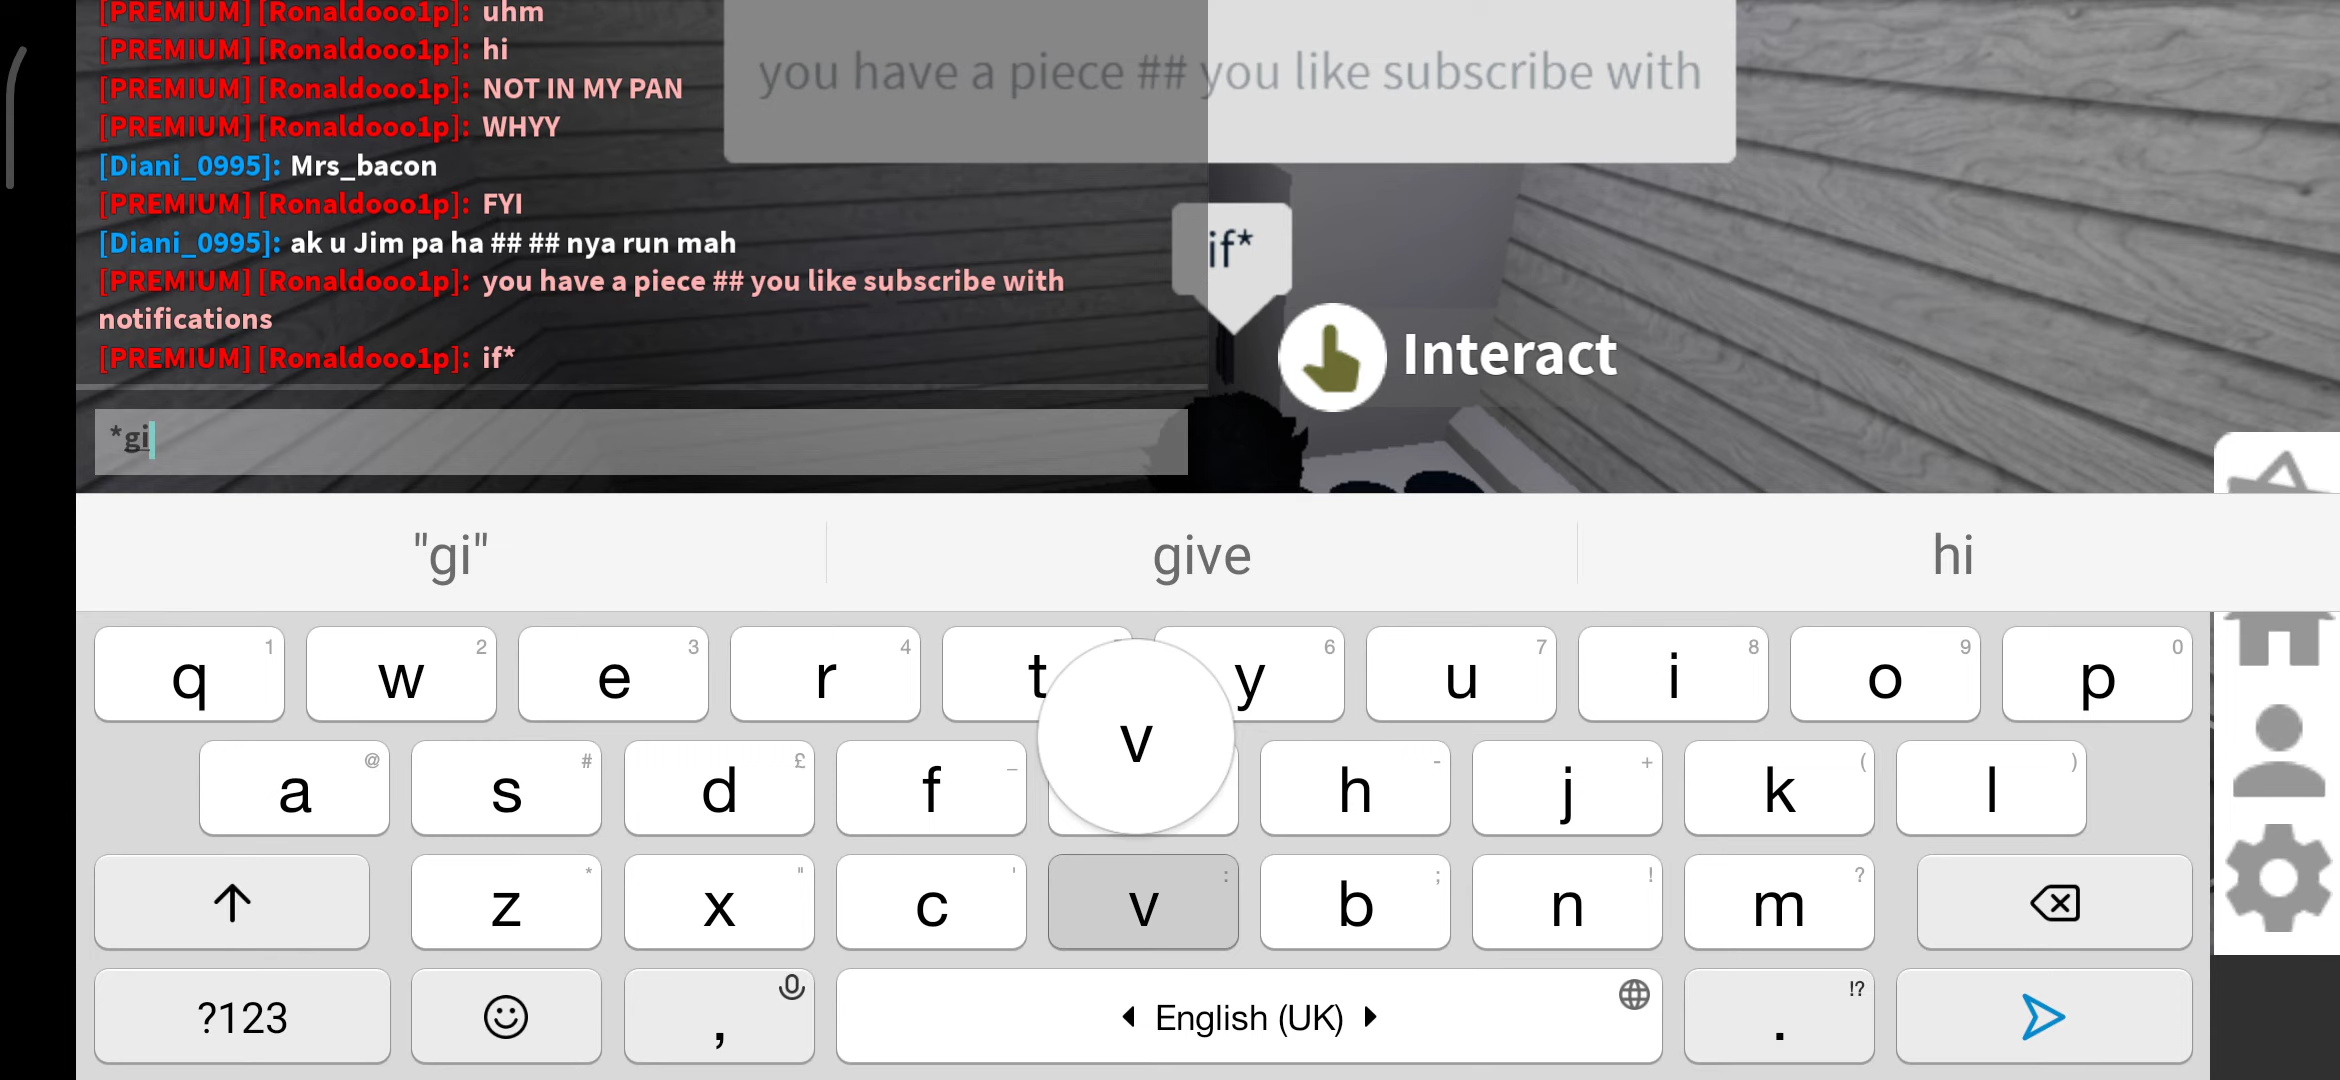 [PREMIUM] [Ronaldooo1p]: uhm
[PREMIUM] [Ronaldooo1p]: hi
[PREMIUM] [Ronaldooo1p]: NOT IN MY PAN
[PREMIUM] [Ronaldooo1p]: WHYY
[Diani_0995]: Mrs_bacon
[PREMIUM] [Ronaldooo1p]: FYI
[Diani_0995]: ak u Jim pa ha ## ## nya run mah
[PREMIUM] [Ronaldooo1p]: you have a piece ## you like subscribe with
notifications
[PREMIUM] [Ronaldooo1p]: if*
you have a piece ## you like subscribe with
if*
Interact
*gi
"gi" give hi
q 1 w 2 e 3 r 4 t y 6 u 7 i 8 o 9 p 0
v
a @ s # d £ f _ h - j + k ( l )
z * x " c ' v : b ; n ! m ?
?123 , English (UK) . !?